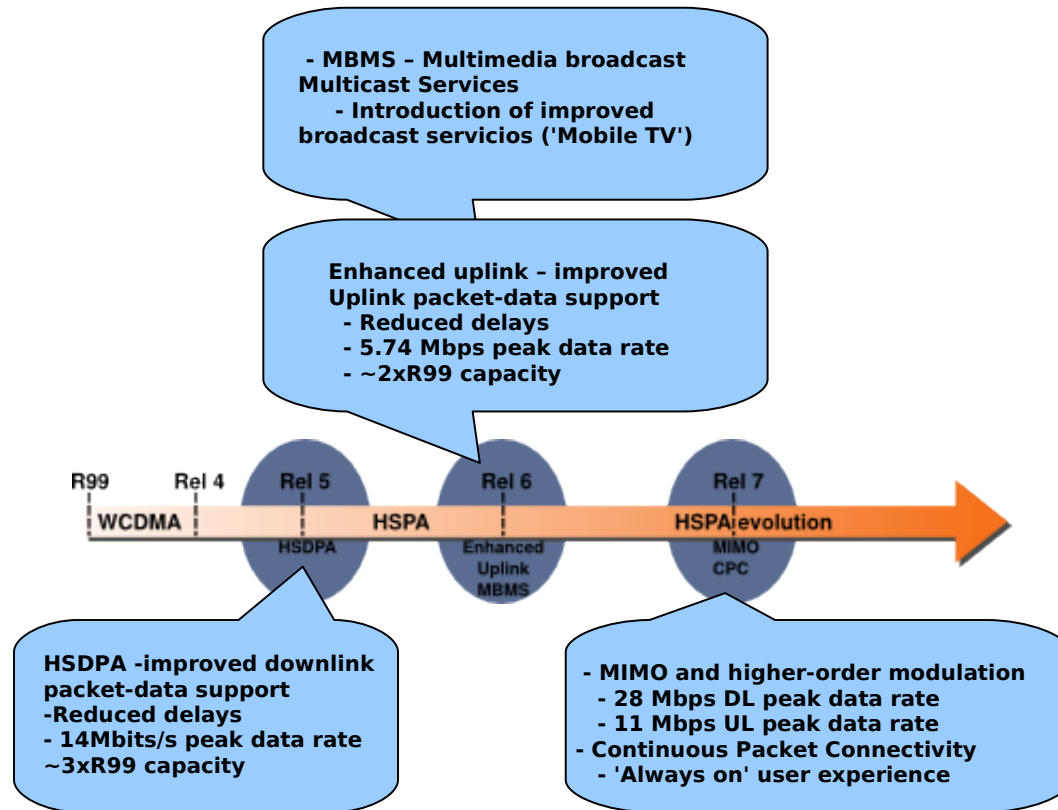 - MBMS – Multimedia broadcast
Multicast Services
- Introduction of improved
broadcast servicios ('Mobile TV')
Enhanced uplink – improved
Uplink packet-data support
- Reduced delays
- 5.74 Mbps peak data rate
- ~2xR99 capacity
R99 Rel 4 Rel 5 Rel 6 Rel 7
WCDMA HSPA HSPA evolution
HSDPA Enhanced MIMO
Uplink CPC
MBMS
HSDPA -improved downlink
packet-data support
-Reduced delays
- 14Mbits/s peak data rate
~3xR99 capacity
- MIMO and higher-order modulation
- 28 Mbps DL peak data rate
- 11 Mbps UL peak data rate
- Continuous Packet Connectivity
- 'Always on' user experience